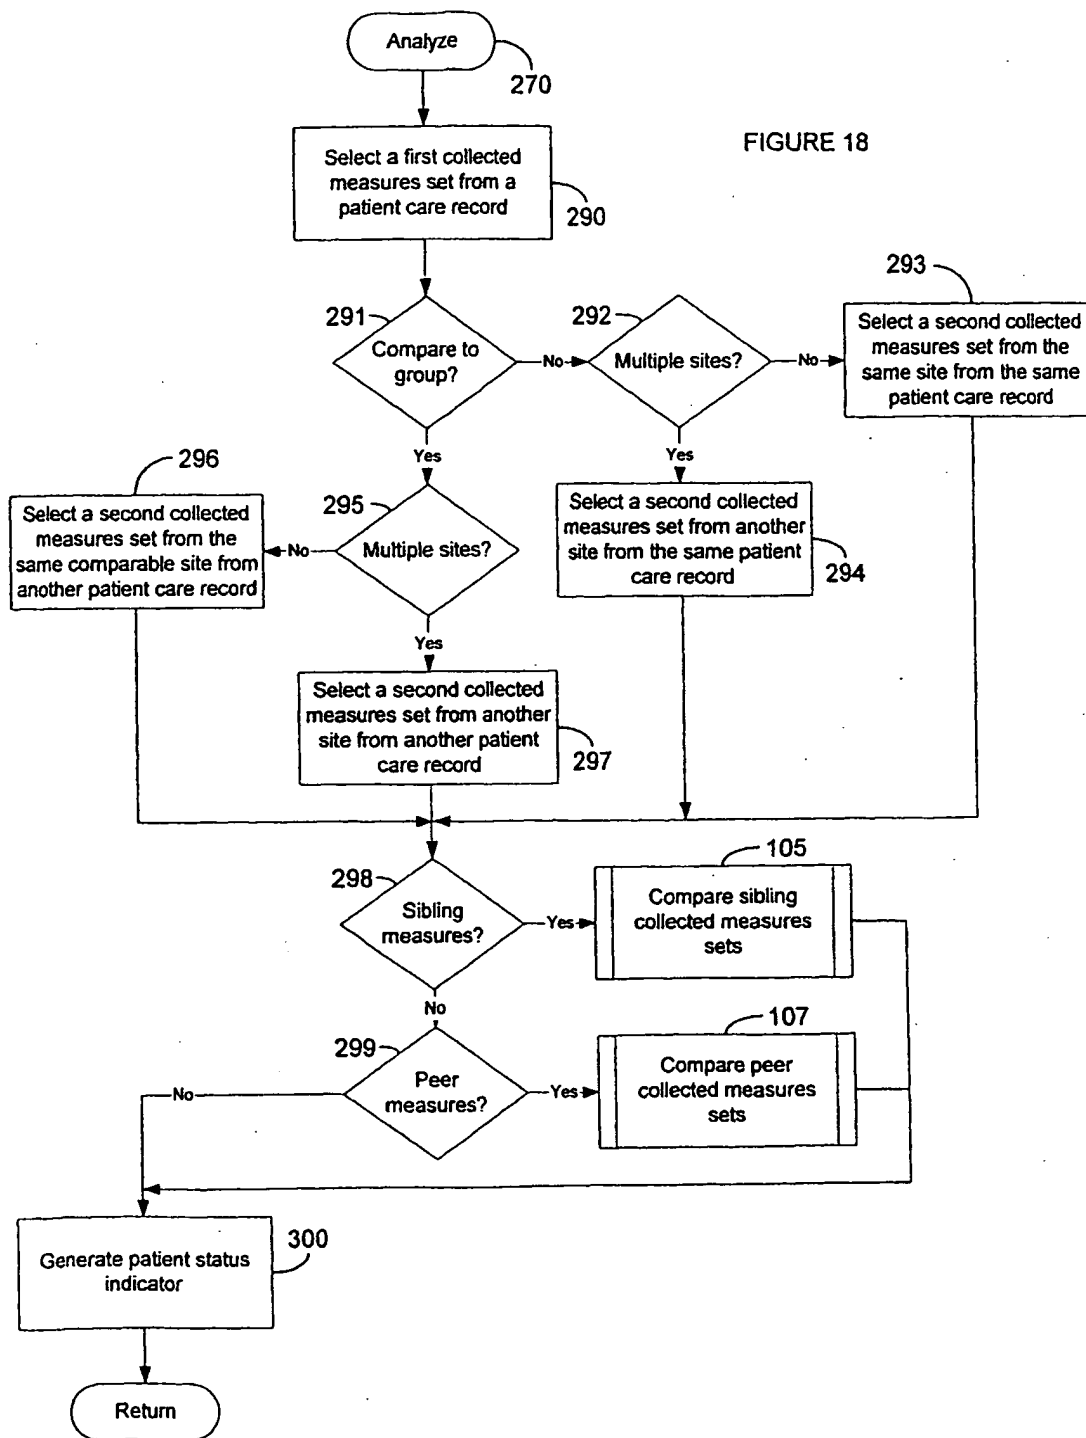 Analyze
270
FIGURE 18
Select a first collected
measures set from a
patient care record
290
293
291
Compare to
group?
No
292
Multiple sites?
No
Select a second collected
measures set from the
same site from the same
patient care record
Yes
Yes
296
Select a second collected
measures set from the
same comparable site from
another patient care record
No
295
Multiple sites?
Select a second collected
measures set from another
site from the same patient
care record
294
Yes
Select a second collected
measures set from another
site from another patient
care record
297
298
Sibling
measures?
Yes
105
Compare sibling
collected measures
sets
No
299
Peer
measures?
No
Yes
107
Compare peer
collected measures
sets
Generate patient status
indicator
300
Return